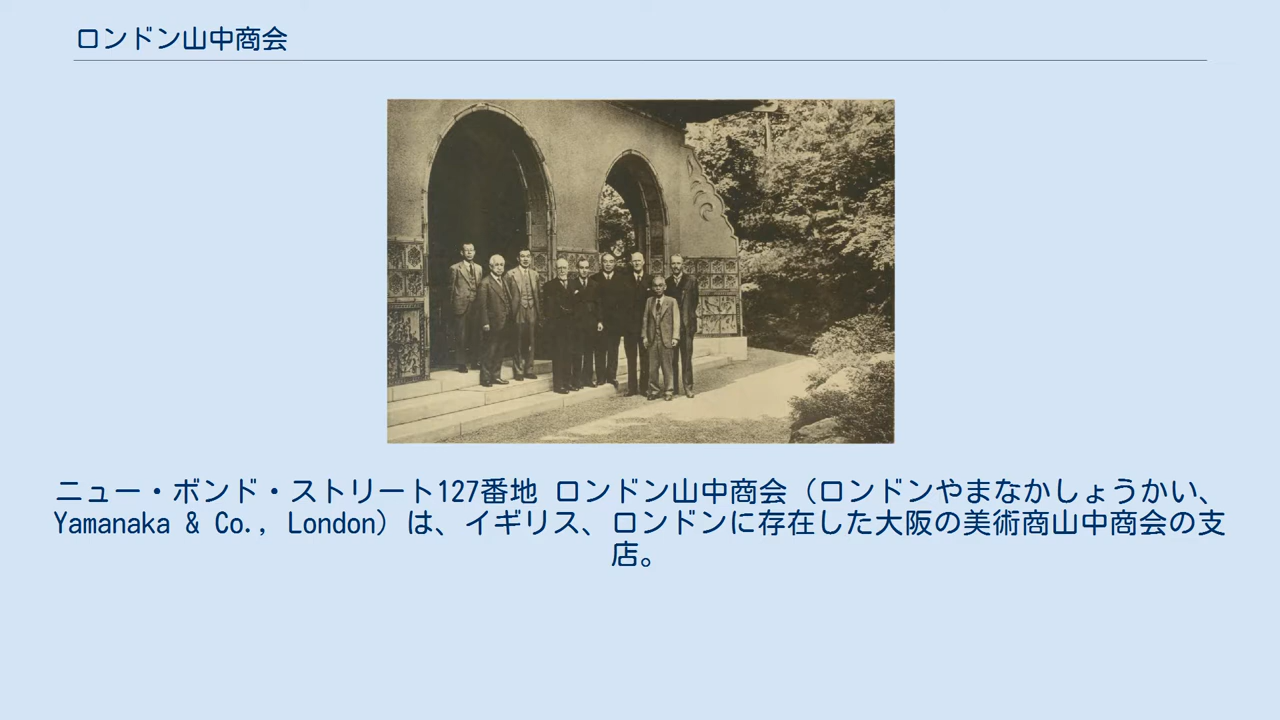 ロンドン山中商会
ニュー・ボンド・ストリート127番地 ロンドン山中商会（ロンドンやまなかしょうかい、
Yamanaka & Co., London）は、イギリス、ロンドンに存在した大阪の美術商山中商会の支
店。